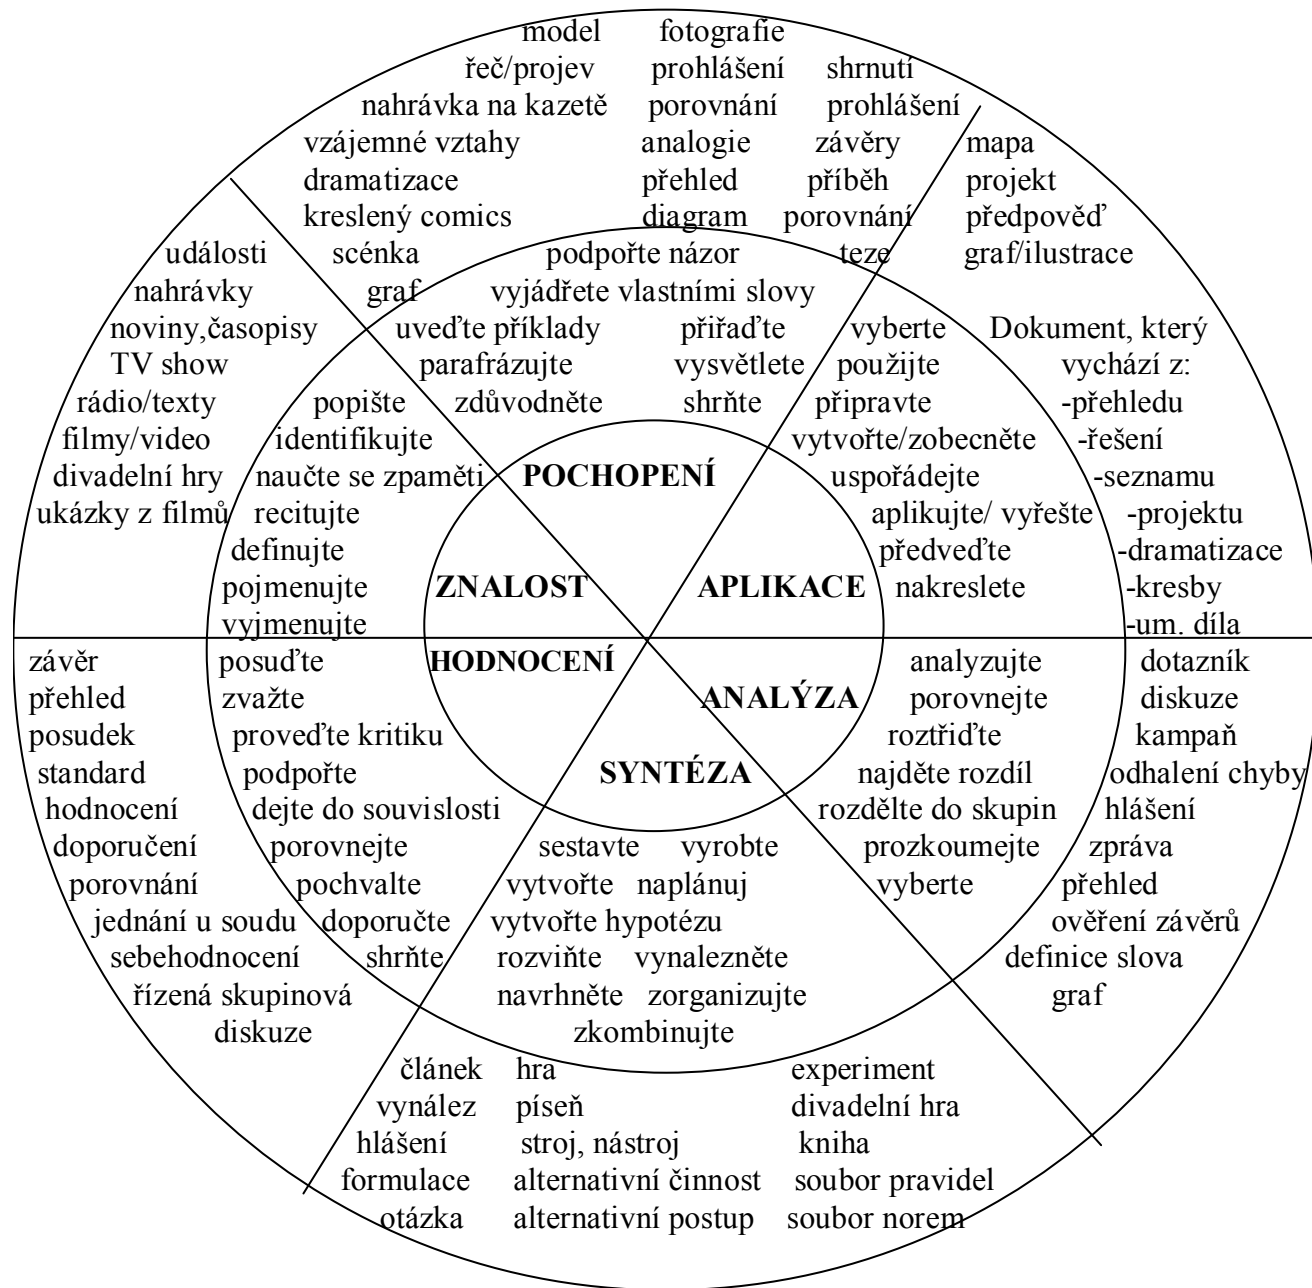 model fotografie
řeč/projev prohlášení shrnutí
nahrávka na kazetě porovnání prohlášení
vzájemné vztahy analogie závěry mapa
dramatizace přehled příběh projekt
kreslený comics diagram porovnání předpověď
události scénka podpořte názor teze graf/ilustrace
nahrávky graf vyjádřete vlastními slovy
noviny,časopisy uveďte příklady přiřaďte vyberte Dokument, který
TV show parafrázujte vysvětlete použijte vychází z:
rádio/texty popište zdůvodněte shrňte připravte -přehledu
filmy/video identifikujte vytvořte/zobecněte -řešení
divadelní hry naučte se zpaměti POCHOPENÍ uspořádejte -seznamu
ukázky z filmů recitujte aplikujte/ vyřešte -projektu
definujte předveďte -dramatizace
pojmenujte ZNALOST APLIKACE nakreslete -kresby
vyjmenujte -um. díla
závěr posuďte HODNOCENÍ analyzujte dotazník
přehled zvažte ANALÝZA porovnejte diskuze
posudek proveďte kritiku roztřiďte kampaň
standard podpořte SYNTÉZA najděte rozdíl odhalení chyby
hodnocení dejte do souvislosti rozdělte do skupin hlášení
doporučení porovnejte sestavte vyrobte prozkoumejte zpráva
porovnání pochvalte vytvořte naplánuj vyberte přehled
jednání u soudu doporučte vytvořte hypotézu ověření závěrů
sebehodnocení shrňte rozviňte vynalezněte definice slova
řízená skupinová navrhněte zorganizujte graf
diskuze zkombinujte
článek hra experiment
vynález píseň divadelní hra
hlášení stroj, nástroj kniha
formulace alternativní činnost soubor pravidel
otázka alternativní postup soubor norem